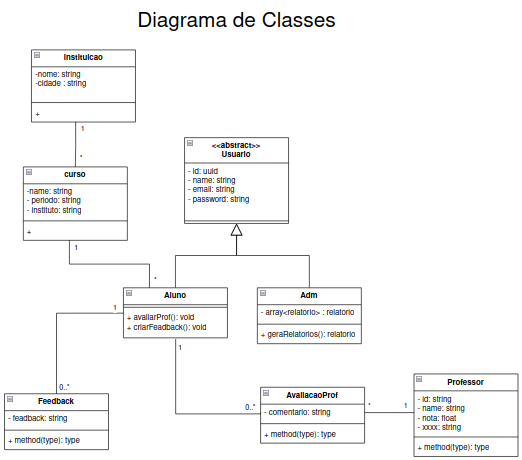 Diagrama de Classes
Instituicao
-nome: string
-cidade : string
+
1
*
curso
-name: string
- periodo: string
- instituto: string
+
1
*
<<abstract>>
Usuario
- id: uuid
- name: string
- email: string
- password: string
Aluno
+ avaliarProf(): void
+ criarFeadback(): void
1
1
Adm
- array<relatorio> : relatorio
+ geraRelatorios(): relatorio
0..*
Feedback
- feadback: string
+ method(type): type
0..*
AvaliacaoProf
- comentario: string
+ method(type): type
*
1
Professor
- id: string
- name: string
- nota: float
- xxxx: string
+ method(type): type